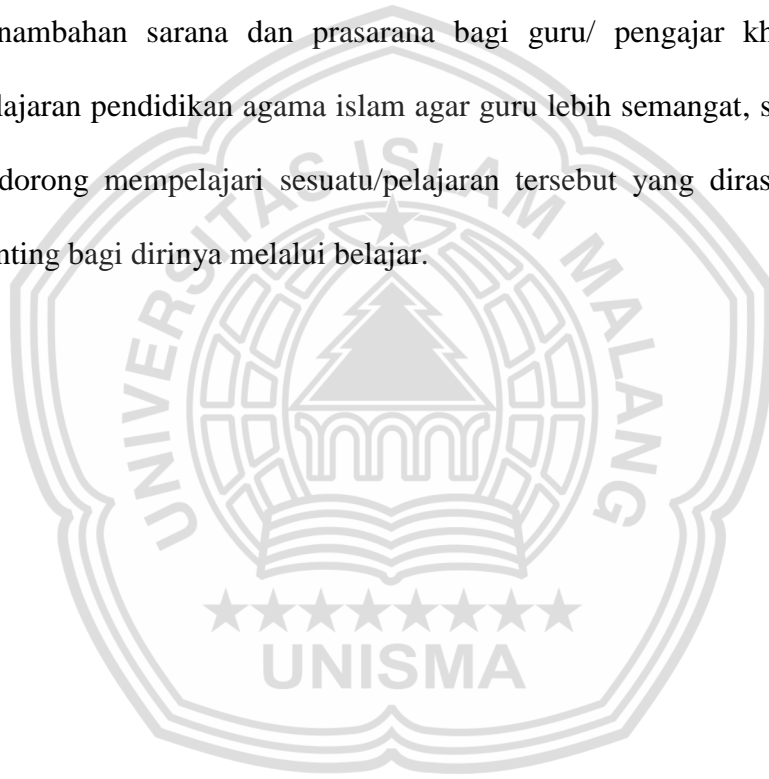 nambahan sarana dan prasarana bagi guru/ pengajar kh
lajaran pendidikan agama islam agar guru lebih semangat, s
dorong mempelajari sesuatu/pelajaran tersebut yang diras
nting bagi dirinya melalui belajar.
UNIVERSITAS ISLAM MALANG
UNISMA